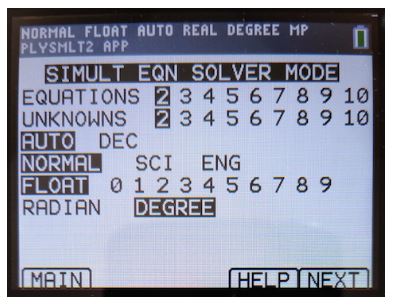 NORMAL FLOAT AUTO REAL DEGREE MP
PLYSMLT2 APP
SIMULT EQN SOLVER MODE
EQUATIONS 2 3 4 5 6 7 8 9 10
UNKNOWNS 2 3 4 5 6 7 8 9 10
AUTO DEC
NORMAL SCI ENG
FLOAT 0 1 2 3 4 5 6 7 8 9
RADIAN DEGREE
MAIN HELP NEXT